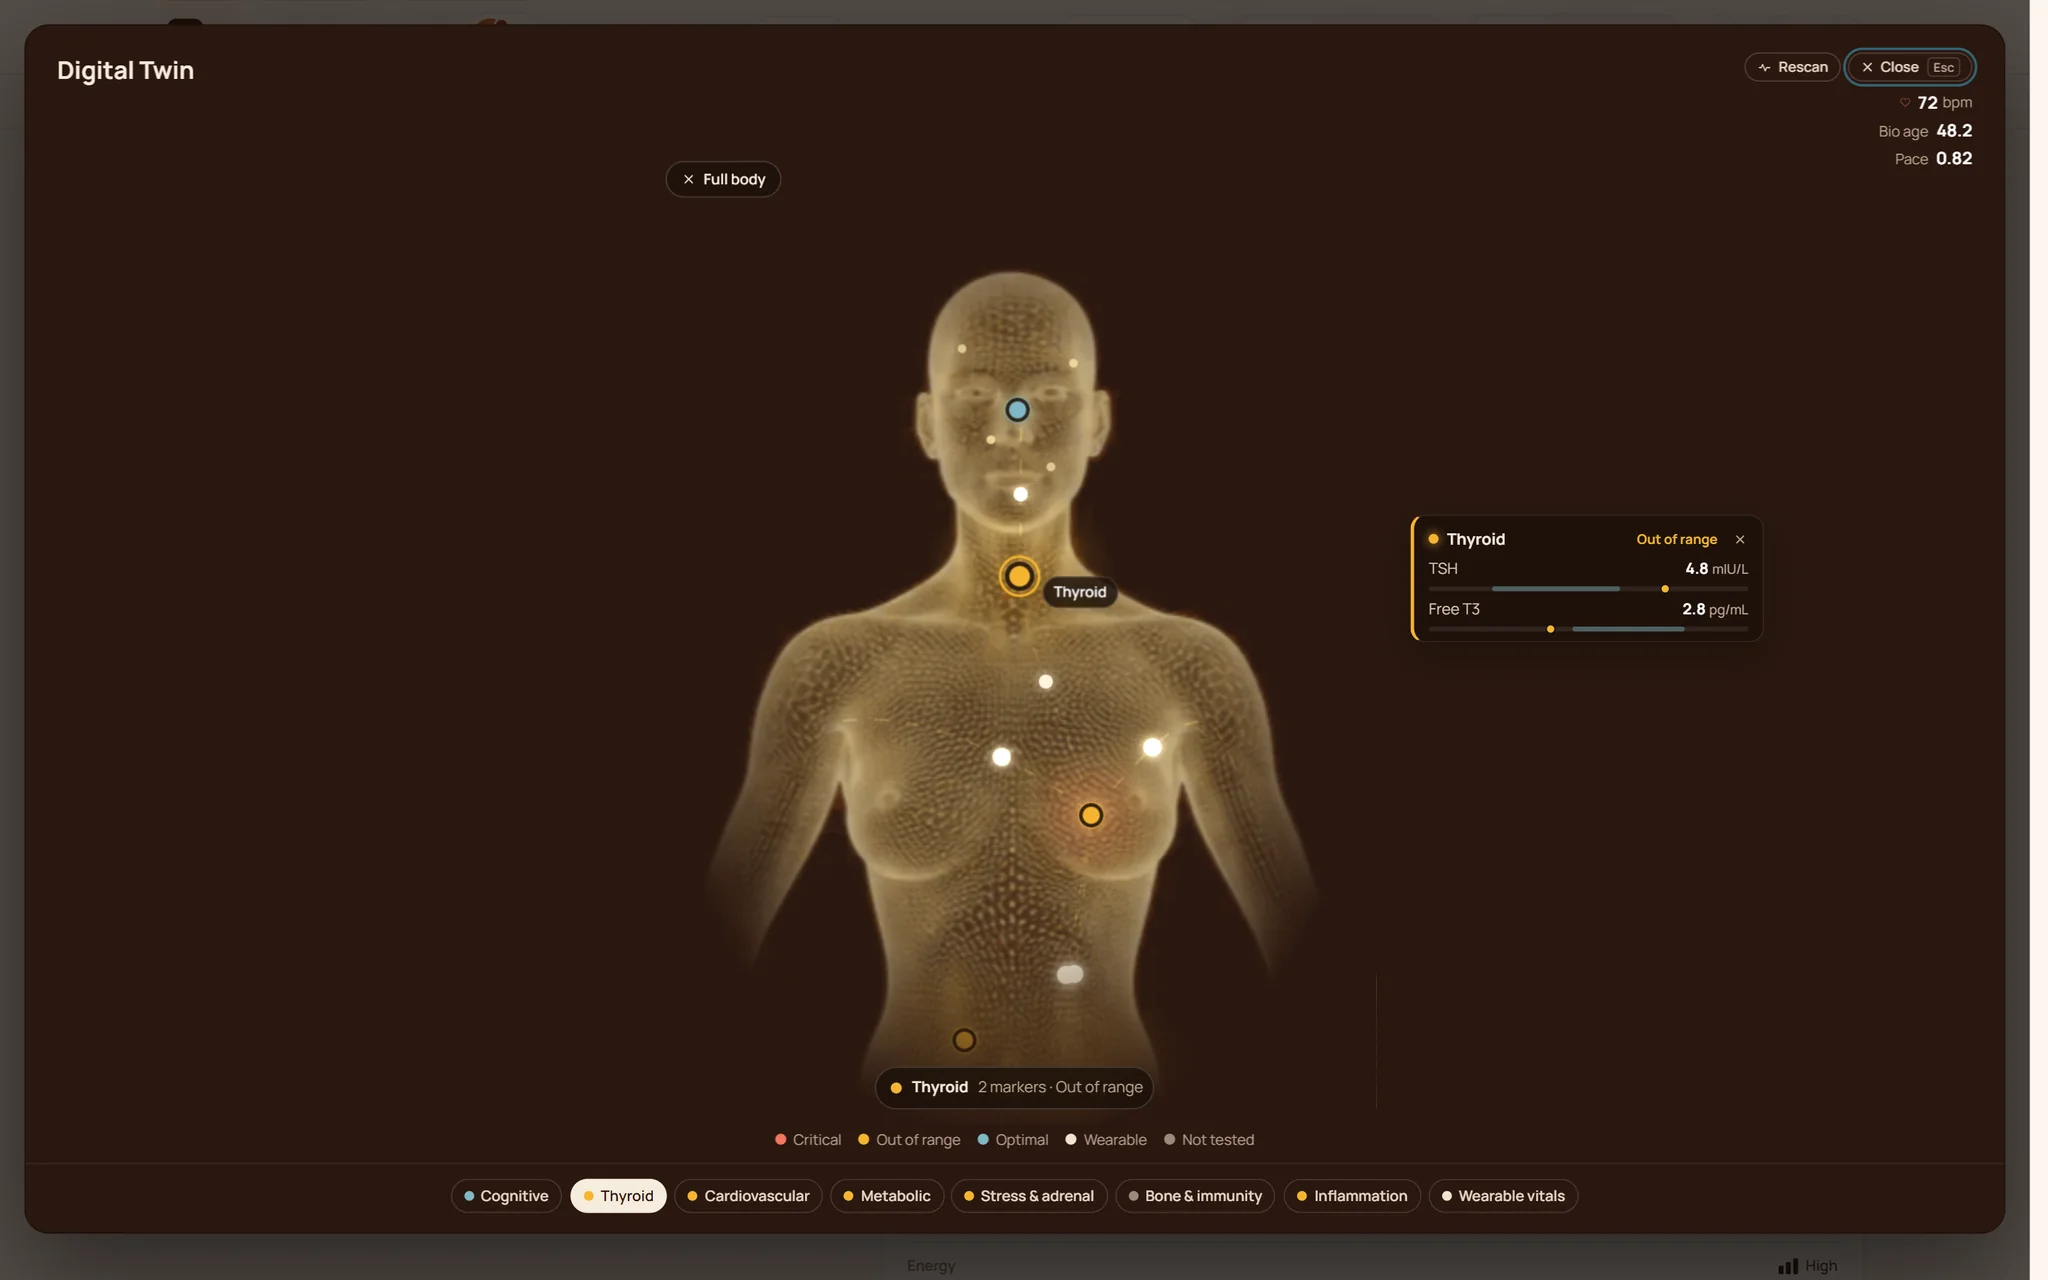 Digital Twin
Rescan
Close Esc
72 bpm
Bio age 48.2
Pace 0.82
Full body
Thyroid
Thyroid Out of range
TSH 4.8 mIU/L
Free T3 2.8 pg/mL
Thyroid 2 markers · Out of range
Critical Out of range Optimal Wearable Not tested
Cognitive Thyroid Cardiovascular Metabolic Stress & adrenal Bone & immunity Inflammation Wearable vitals
Energy High